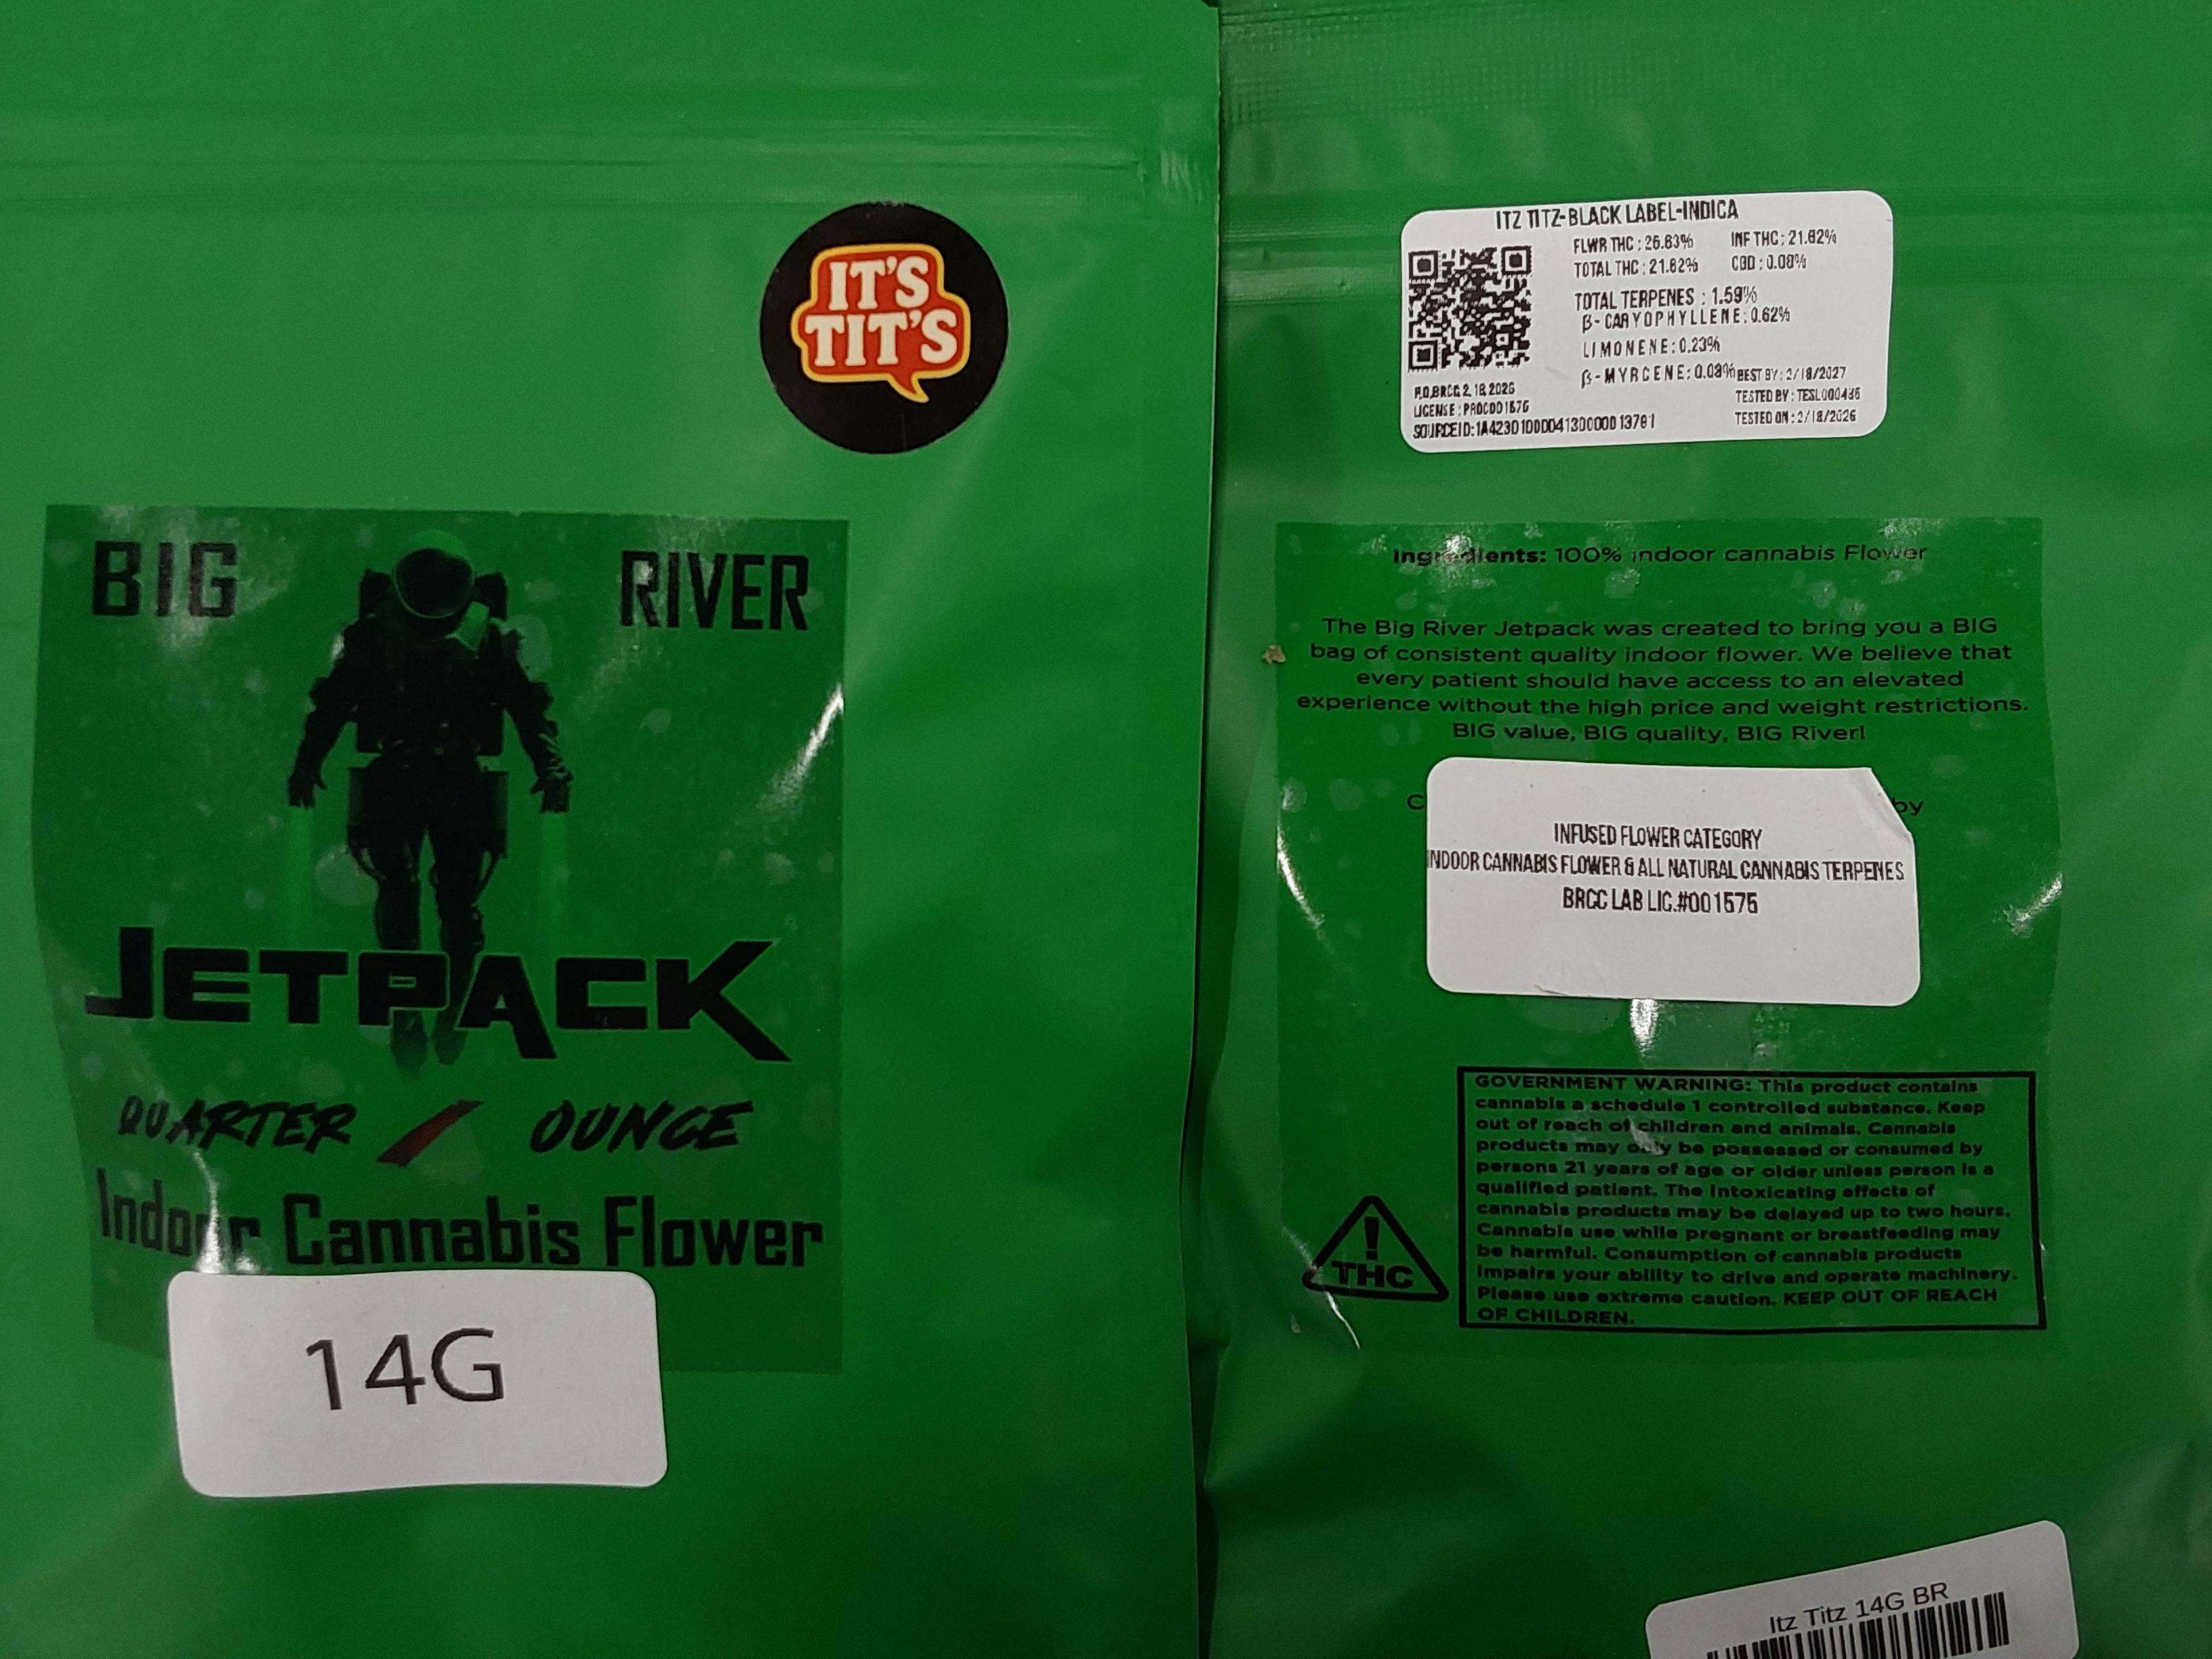 IT'S
TIT'S
BIG RIVER
JETPACK
QUARTER / OUNCE
Indoor Cannabis Flower
14G
ITZ TITZ-BLACK LABEL-INDICA
FLWR THC : 26.83% INF THC : 21.82%
TOTAL THC : 21.82% CBD : 0.08%
TOTAL TERPENES : 1.59%
β-CARYOPHYLLENE: 0.62%
LIMONENE: 0.23%
β-MYRCENE: 0.09% BEST BY : 2/18/2027
TESTED BY : TESL000436
LICENSE : TESTED ON : 2/18/2026
Ingredients: 100% indoor cannabis Flower
The Big River Jetpack was created to bring you a BIG
bag of consistent quality indoor flower. We believe that
every patient should have access to an elevated
experience without the high price and weight restrictions.
BIG value, BIG quality, BIG River!
by
INFUSED FLOWER CATEGORY
INDOOR CANNABIS FLOWER & ALL NATURAL CANNABIS TERPENES
BRCC LAB LIC.#001575
GOVERNMENT WARNING: This product contains
cannabis a schedule 1 controlled substance. Keep
out of reach of children and animals. Cannabis
products may only be possessed or consumed by
persons 21 years of age or older unless person is a
qualified patient. The intoxicating effects of
cannabis products may be delayed up to two hours.
Cannabis use while pregnant or breastfeeding may
be harmful. Consumption of cannabis products
impairs your ability to drive and operate machinery.
Please use extreme caution. KEEP OUT OF REACH
OF CHILDREN.
!
THC
Itz Titz 14G BR